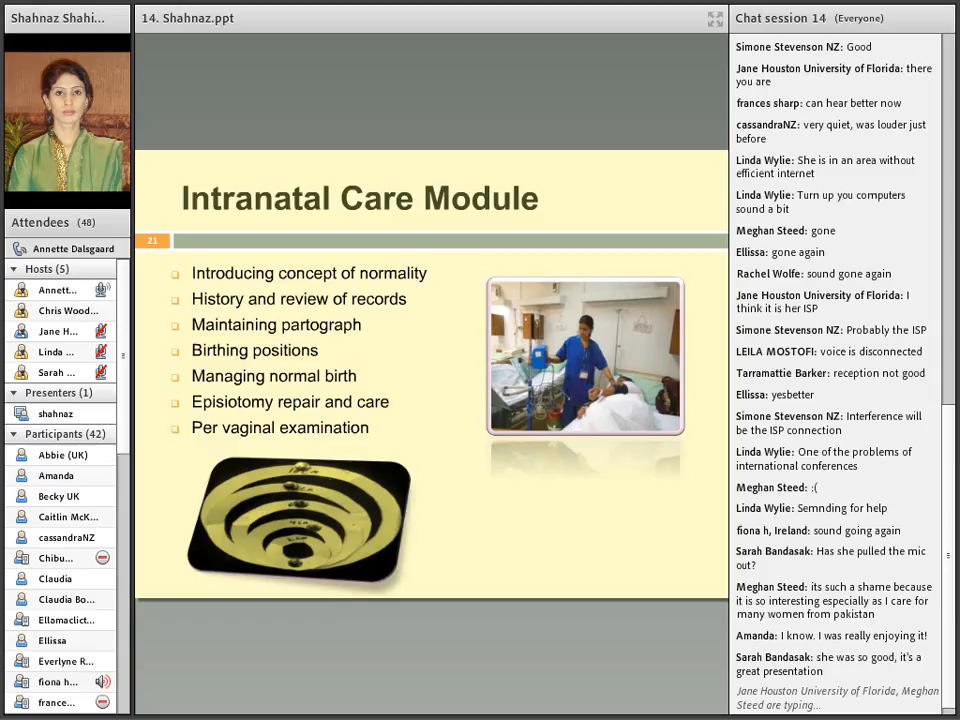 Shahnaz Shahi...
Attendees (48)
Annette Dalsgaard
Hosts (5)
Annett...
Chris Wood...
Jane H...
Linda ...
Sarah ...
Presenters (1)
shahnaz
Participants (42)
Abbie (UK)
Amanda
Becky UK
Caitlin McK...
cassandraNZ
Chibu...
Claudia
Claudia Bo...
Ellamaclict...
Ellissa
Everlyne R...
fiona h...
france...
14. Shahnaz.ppt
Intranatal Care Module
21
Introducing concept of normality
History and review of records
Maintaining partograph
Birthing positions
Managing normal birth
Episiotomy repair and care
Per vaginal examination
Chat session 14 (Everyone)
Simone Stevenson NZ: Good
Jane Houston University of Florida: there
you are
frances sharp: can hear better now
cassandraNZ: very quiet, was louder just
before
Linda Wylie: She is in an area without
efficient internet
Linda Wylie: Turn up you computers
sound a bit
Meghan Steed: gone
Ellissa: gone again
Rachel Wolfe: sound gone again
Jane Houston University of Florida: I
think it is her ISP
Simone Stevenson NZ: Probably the ISP
LEILA MOSTOFI: voice is disconnected
Tarramattie Barker: reception not good
Ellissa: yesbetter
Simone Stevenson NZ: Interference will
be the ISP connection
Linda Wylie: One of the problems of
international conferences
Meghan Steed: :(
Linda Wylie: Semnding for help
fiona h, Ireland: sound going again
Sarah Bandasak: Has she pulled the mic
out?
Meghan Steed: its such a shame because
it is so interesting especially as I care for
many women from pakistan
Amanda: I know. I was really enjoying it!
Sarah Bandasak: she was so good, it's a
great presentation
Jane Houston University of Florida, Meghan
Steed are typing...